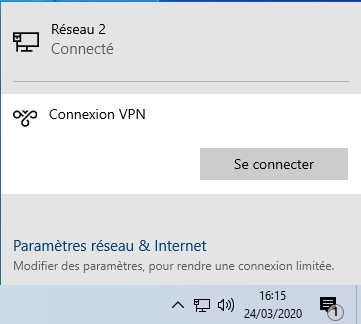 Réseau 2
Connecté
Connexion VPN
Se connecter
Paramètres réseau & Internet
Modifier des paramètres, pour rendre une connexion limitée.
16:15
24/03/2020
1